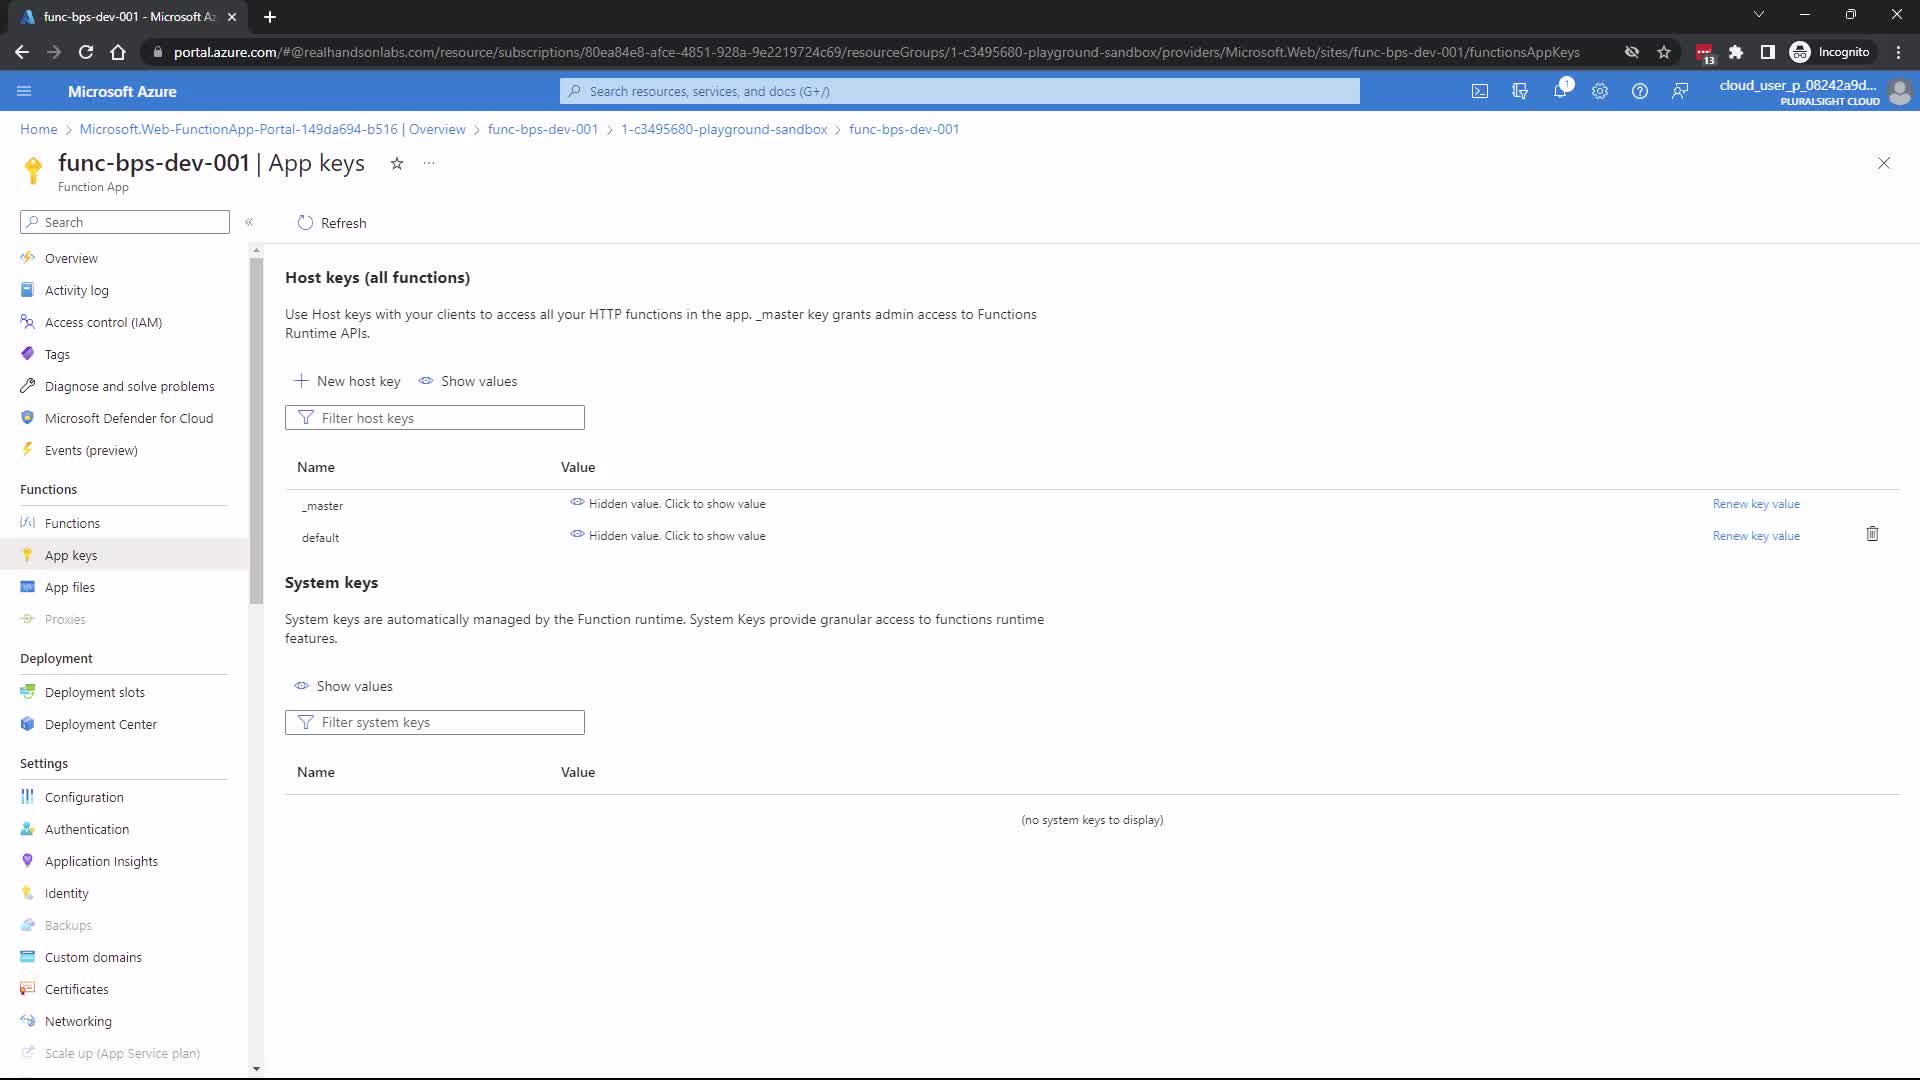 func-bps-dev-001 - Microsoft Az
portal.azure.com/#@realhandsonlabs.com/resource/subscriptions/80ea84e8-afce-4851-928a-9e2219724c69/resourceGroups/1-c3495680-playground-sandbox/providers/Microsoft.Web/sites/func-bps-dev-001/functionsAppKeys
13
Incognito
Microsoft Azure
Search resources, services, and docs (G+/)
1
cloud_user_p_08242a9d...
PLURALSIGHT CLOUD
Home > Microsoft.Web-FunctionApp-Portal-149da694-b516 | Overview > func-bps-dev-001 > 1-c3495680-playground-sandbox > func-bps-dev-001
func-bps-dev-001 | App keys
Function App
Search
Refresh
Overview
Activity log
Access control (IAM)
Tags
Diagnose and solve problems
Microsoft Defender for Cloud
Events (preview)
Functions
Functions
App keys
App files
Proxies
Deployment
Deployment slots
Deployment Center
Settings
Configuration
Authentication
Application Insights
Identity
Backups
Custom domains
Certificates
Networking
Scale up (App Service plan)
Host keys (all functions)
Use Host keys with your clients to access all your HTTP functions in the app. _master key grants admin access to Functions
Runtime APIs.
New host key Show values
Filter host keys
Name Value
_master Hidden value. Click to show value Renew key value
default Hidden value. Click to show value Renew key value
System keys
System keys are automatically managed by the Function runtime. System Keys provide granular access to functions runtime
features.
Show values
Filter system keys
Name Value
(no system keys to display)